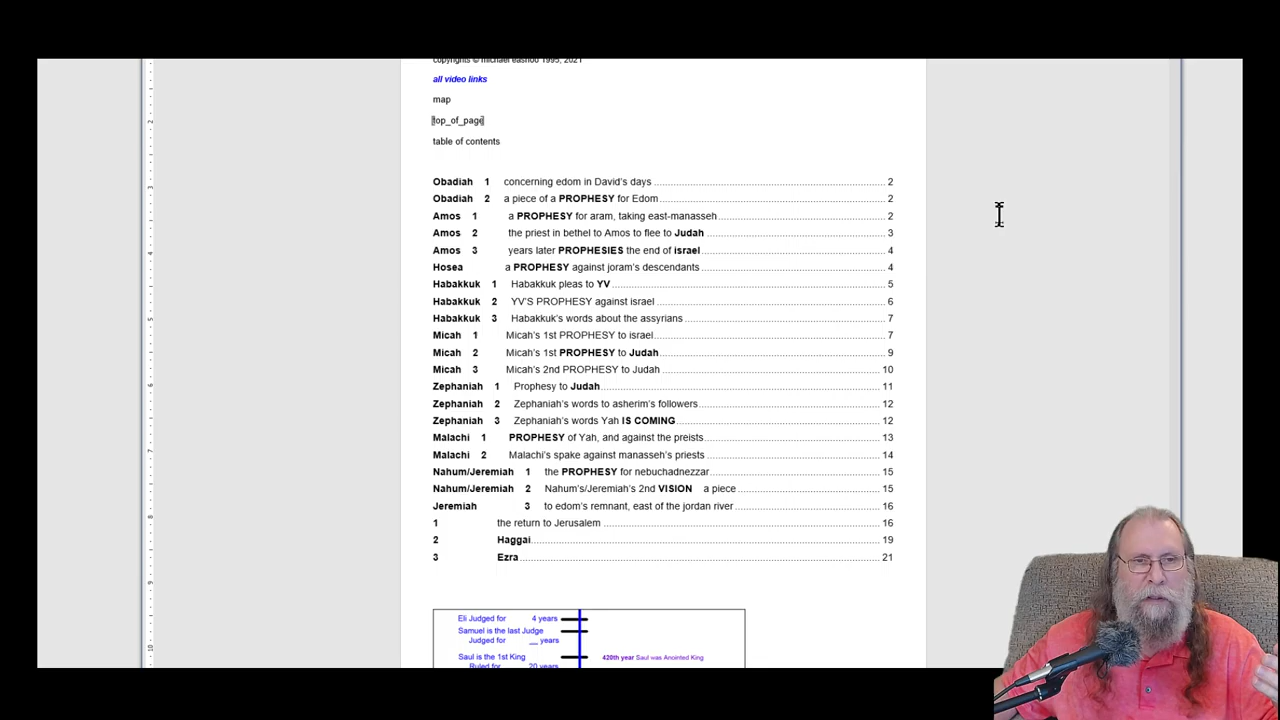 copyrights © michael eashoo 1995, 2021
all video links
map
top_of_page
table of contents
Obadiah 1 concerning edom in David's days 2
Obadiah 2 a piece of a PROPHESY for Edom 2
Amos 1 a PROPHESY for aram, taking east-manasseh 2
Amos 2 the priest in bethel to Amos to flee to Judah 3
Amos 3 years later PROPHESIES the end of israel 4
Hosea a PROPHESY against joram's descendants 4
Habakkuk 1 Habakkuk pleas to YV 5
Habakkuk 2 YV'S PROPHESY against israel 6
Habakkuk 3 Habakkuk's words about the assyrians 7
Micah 1 Micah's 1st PROPHESY to israel 7
Micah 2 Micah's 1st PROPHESY to Judah 9
Micah 3 Micah's 2nd PROPHESY to Judah 10
Zephaniah 1 Prophesy to Judah 11
Zephaniah 2 Zephaniah's words to asherim's followers 12
Zephaniah 3 Zephaniah's words Yah IS COMING 12
Malachi 1 PROPHESY of Yah, and against the preists 13
Malachi 2 Malachi's spake against manasseh's priests 14
Nahum/Jeremiah 1 the PROPHESY for nebuchadnezzar 15
Nahum/Jeremiah 2 Nahum's/Jeremiah's 2nd VISION a piece 15
Jeremiah 3 to edom's remnant, east of the jordan river 16
1 the return to Jerusalem 16
2 Haggai 19
3 Ezra 21
Eli Judged for 4 years
Samuel is the last Judge
Judged for __ years
Saul is the 1st King
420th year Saul was Anointed King
Ruled for 20 years